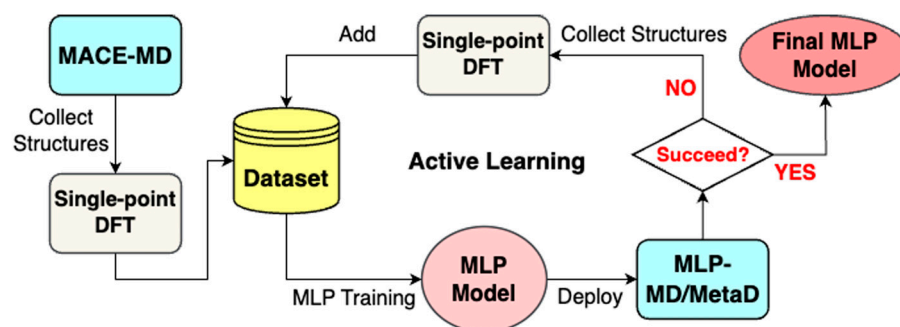 MACE-MD
Collect
Structures
Single-point
DFT
Dataset
Add
Single-point
DFT
Collect Structures
Final MLP
Model
NO
Succeed?
YES
Active Learning
MLP Training
MLP
Model
Deploy
MLP-
MD/MetaD